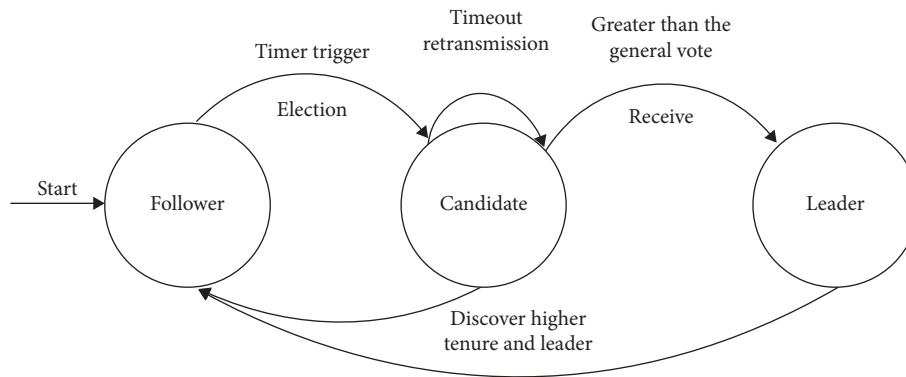 Timeout
retransmission
Greater than the
general vote
Timer trigger
Election
Receive
Start
Follower
Candidate
Leader
Discover higher
tenure and leader